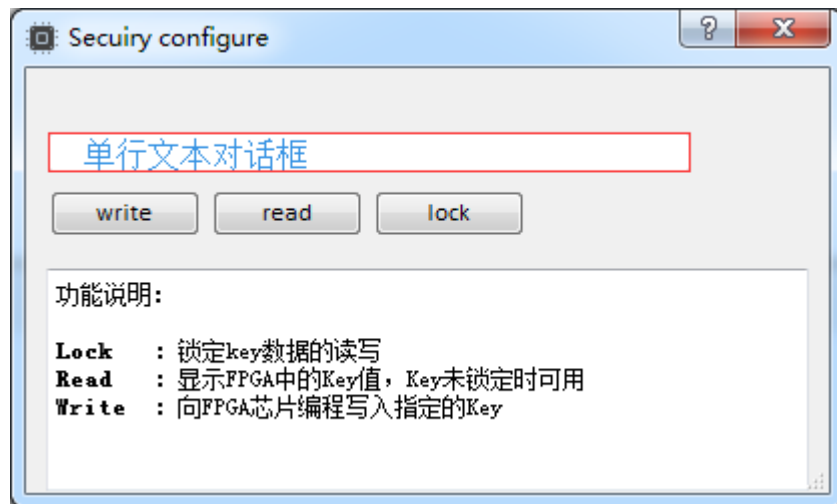 Secuiry configure
单行文本对话框
write read lock
功能说明:
Lock : 锁定key数据的读写
Read : 显示FPGA中的Key值，Key未锁定时可用
Write : 向FPGA芯片编程写入指定的Key